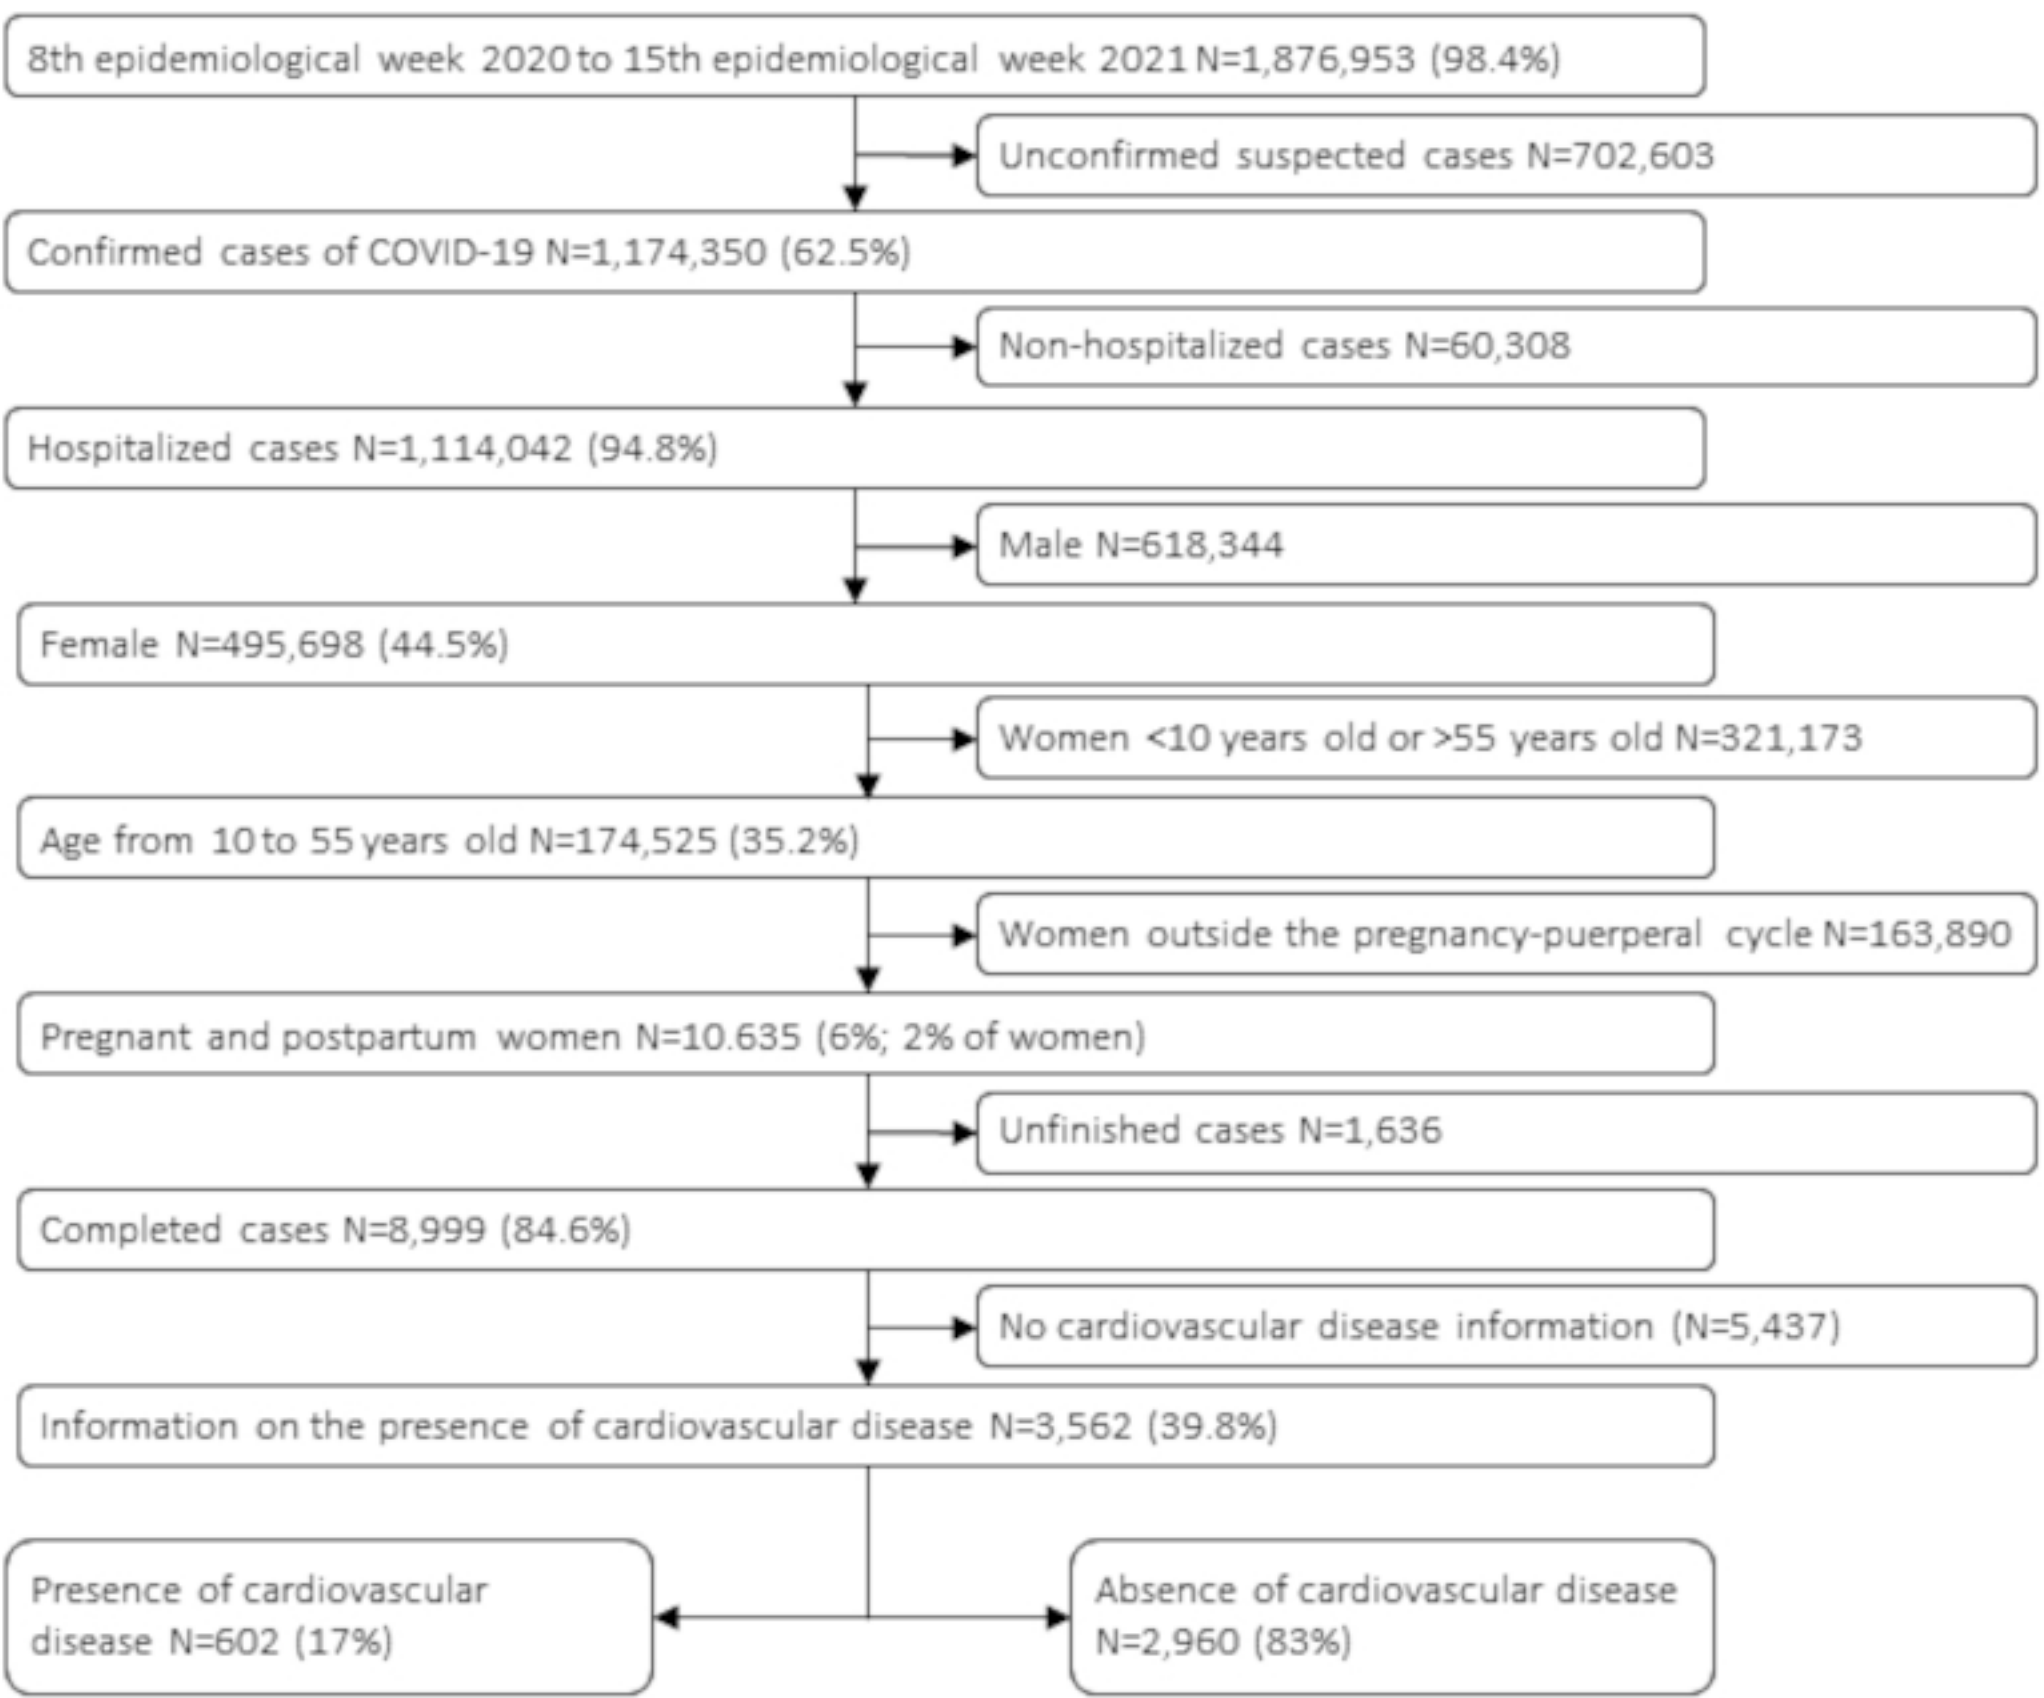 8th epidemiological week 2020 to 15th epidemiological week 2021 N=1,876,953 (98.4%)
Unconfirmed suspected cases N=702,603
Confirmed cases of COVID-19 N=1,174,350 (62.5%)
Non-hospitalized cases N=60,308
Hospitalized cases N=1,114,042 (94.8%)
Male N=618,344
Female N=495,698 (44.5%)
Women <10 years old or >55 years old N=321,173
Age from 10 to 55 years old N=174,525 (35.2%)
Women outside the pregnancy-puerperal cycle N=163,890
Pregnant and postpartum women N=10.635 (6%; 2% of women)
Unfinished cases N=1,636
Completed cases N=8,999 (84.6%)
No cardiovascular disease information (N=5,437)
Information on the presence of cardiovascular disease N=3,562 (39.8%)
Presence of cardiovascular
disease N=602 (17%)
Absence of cardiovascular disease
N=2,960 (83%)